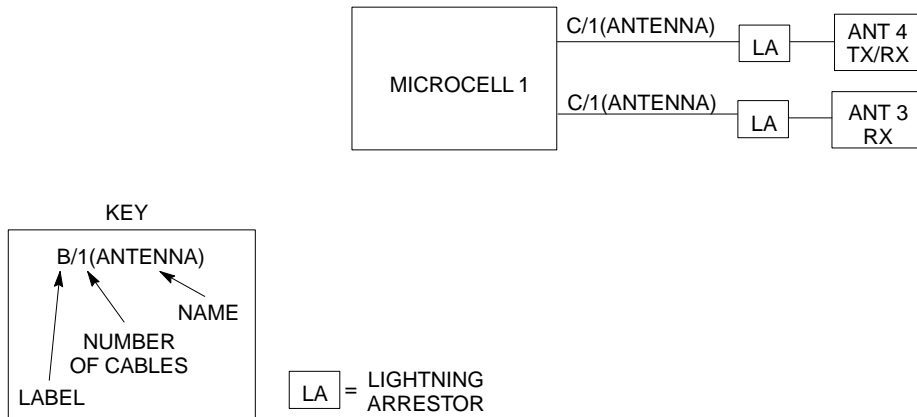 C/1(ANTENNA)
LA
ANT 4
TX/RX
MICROCELL 1
C/1(ANTENNA)
LA
ANT 3
RX
KEY
B/1(ANTENNA)
NAME
NUMBER
OF CABLES
LABEL
LA = LIGHTNING
ARRESTOR